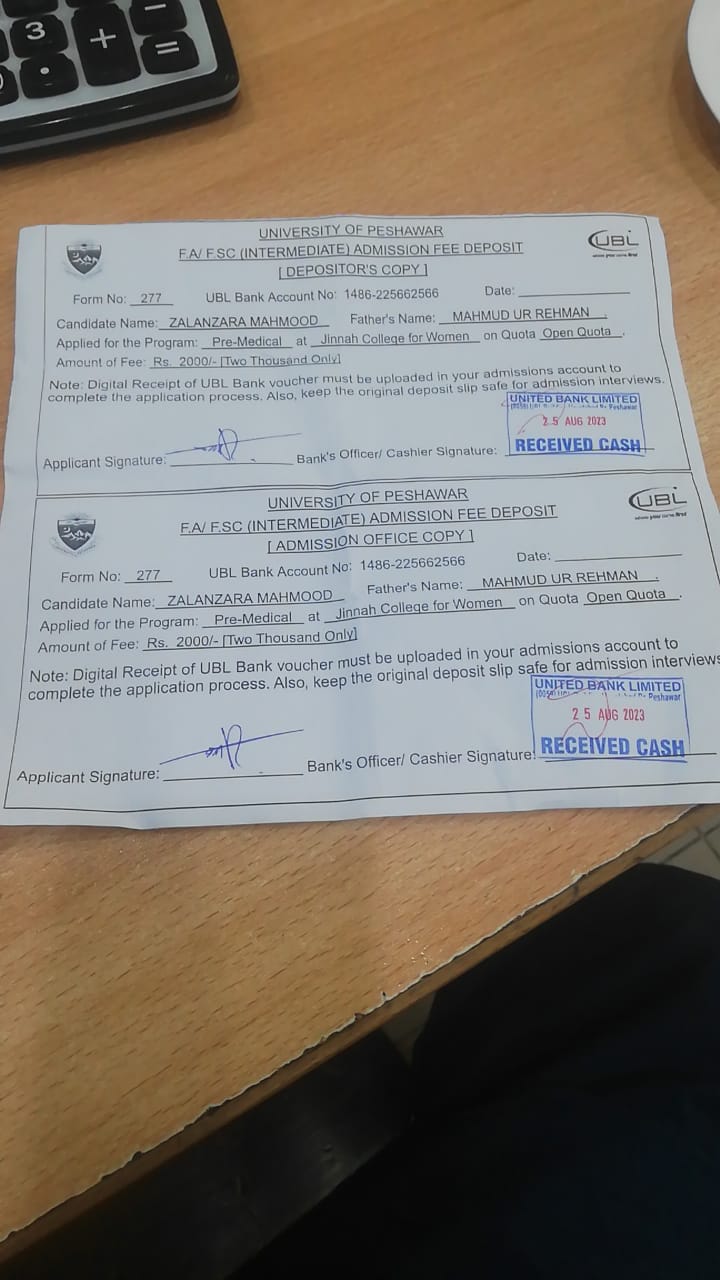 3
+
−
=
UNIVERSITY OF PESHAWAR
F.A/ F.SC (INTERMEDIATE) ADMISSION FEE DEPOSIT
[ DEPOSITOR'S COPY ]
UBL
where you come first
Form No: 277 UBL Bank Account No: 1486-225662566 Date:
Candidate Name: ZALANZARA MAHMOOD Father's Name: MAHMUD UR REHMAN .
Applied for the Program: Pre-Medical at Jinnah College for Women on Quota Open Quota .
Amount of Fee: Rs. 2000/- [Two Thousand Only]
Note: Digital Receipt of UBL Bank voucher must be uploaded in your admissions account to
complete the application process. Also, keep the original deposit slip safe for admission interviews.
UNITED BANK LIMITED
Peshawar
25 AUG 2023
RECEIVED CASH
Applicant Signature: Bank's Officer/ Cashier Signature:
UNIVERSITY OF PESHAWAR
F.A/ F.SC (INTERMEDIATE) ADMISSION FEE DEPOSIT
[ ADMISSION OFFICE COPY ]
UBL
where you come first
Form No: 277 UBL Bank Account No: 1486-225662566 Date:
Candidate Name: ZALANZARA MAHMOOD Father's Name: MAHMUD UR REHMAN .
Applied for the Program: Pre-Medical at Jinnah College for Women on Quota Open Quota .
Amount of Fee: Rs. 2000/- [Two Thousand Only]
Note: Digital Receipt of UBL Bank voucher must be uploaded in your admissions account to
complete the application process. Also, keep the original deposit slip safe for admission interviews
UNITED BANK LIMITED
Peshawar
25 AUG 2023
RECEIVED CASH
Applicant Signature: Bank's Officer/ Cashier Signature: